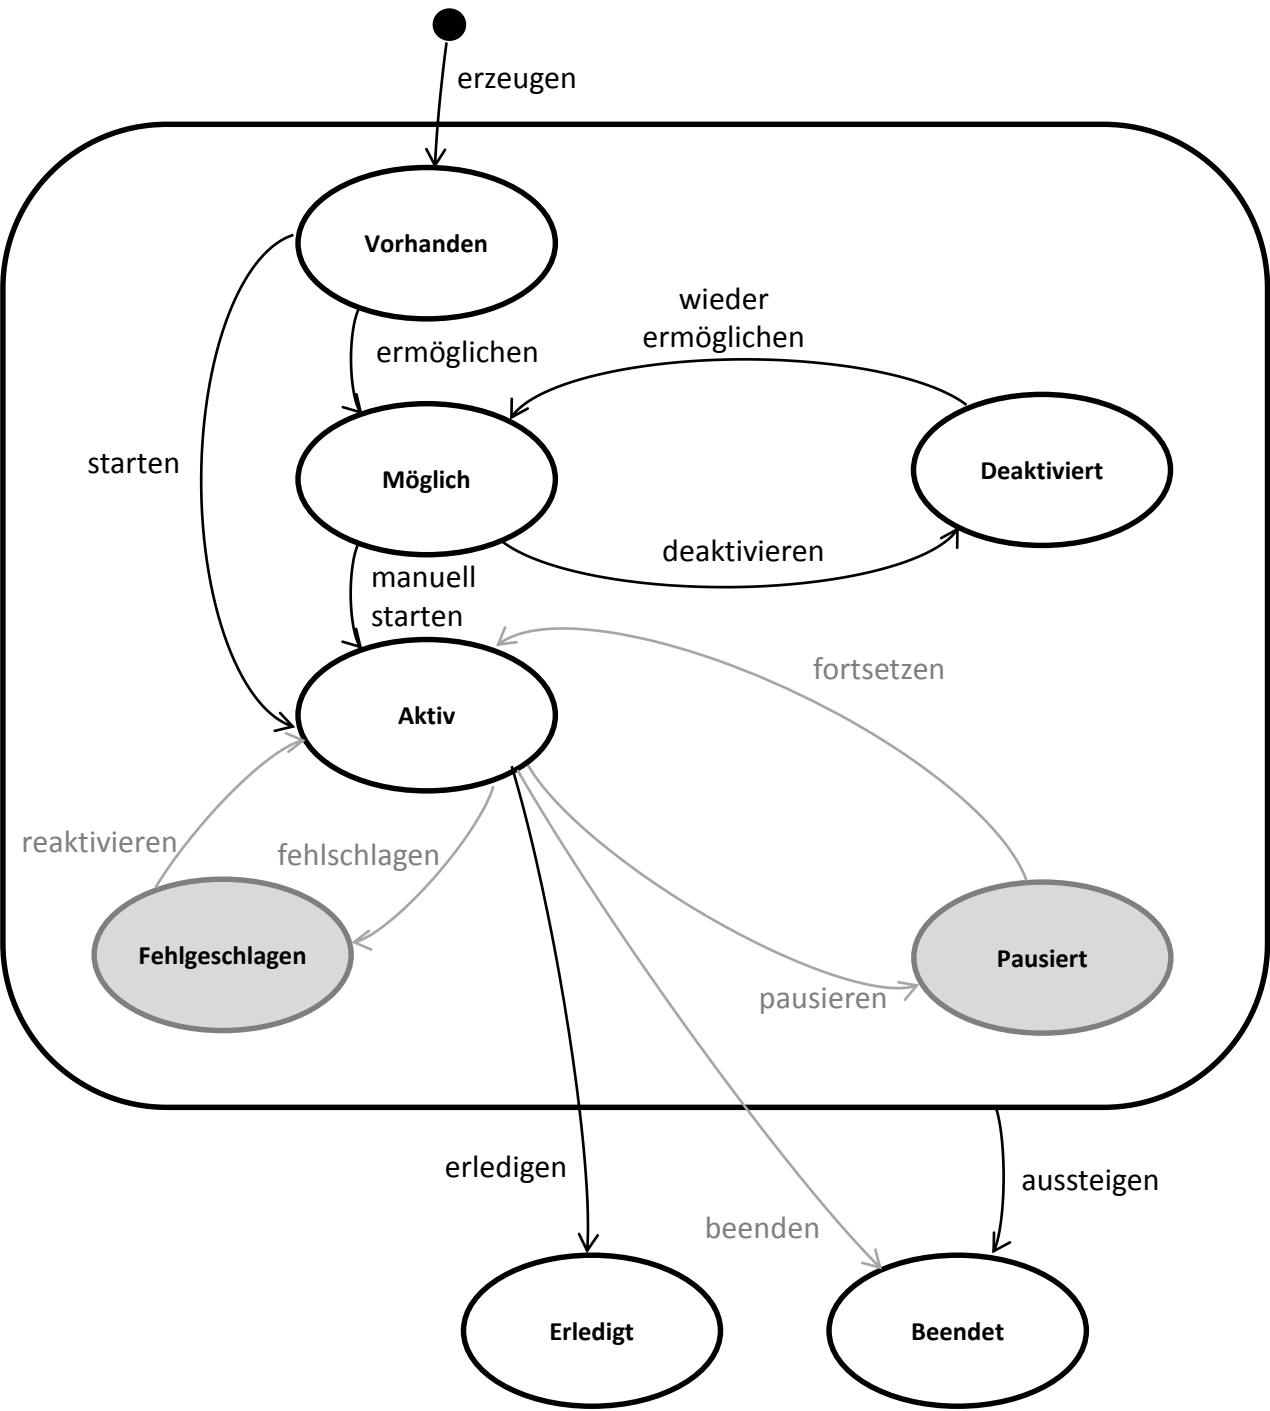 erzeugen
Vorhanden
wieder
ermöglichen
ermöglichen
starten
Möglich
Deaktiviert
deaktivieren
manuell
starten
fortsetzen
Aktiv
reaktivieren
fehlschlagen
Fehlgeschlagen
Pausiert
pausieren
erledigen
aussteigen
beenden
Erledigt
Beendet